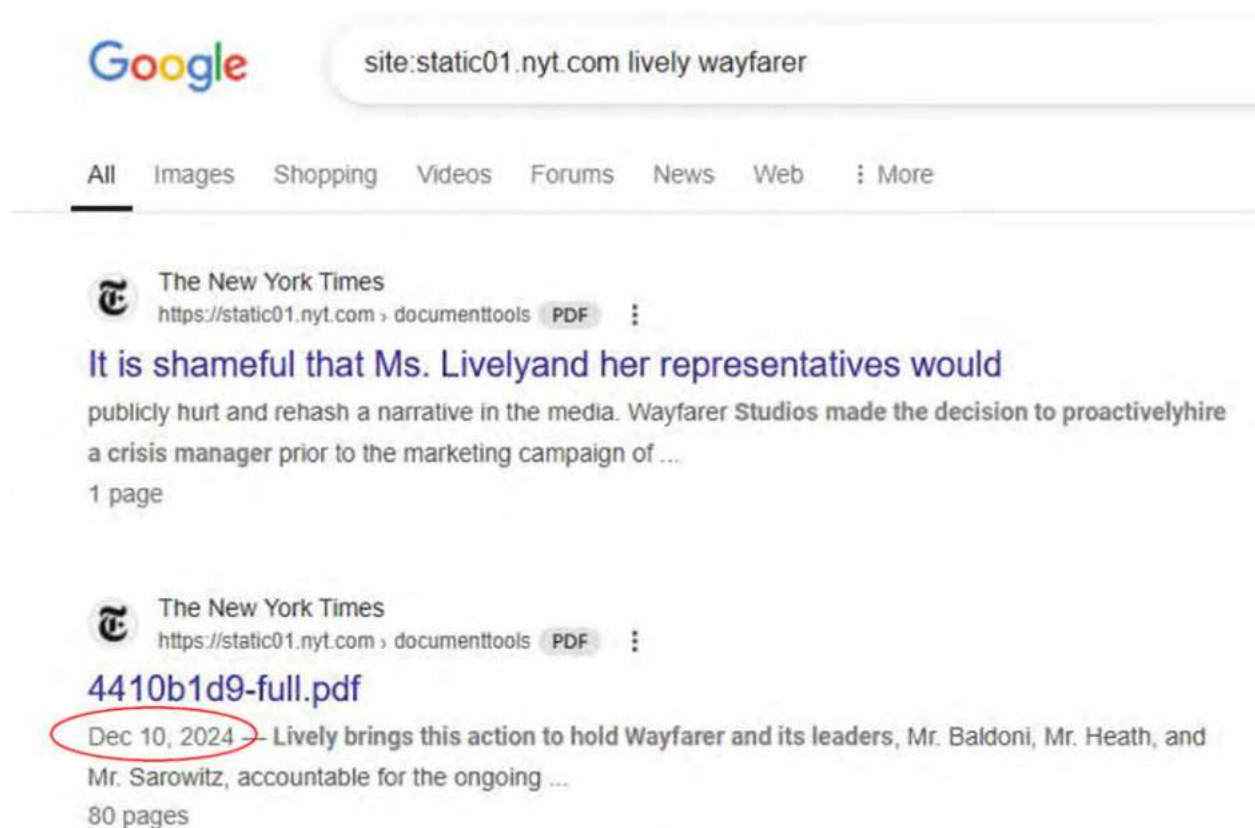 Google
site:static01.nyt.com lively wayfarer
All Images Shopping Videos Forums News Web ⋮ More
The New York Times
https://static01.nyt.com › documenttools PDF ⋮
It is shameful that Ms. Livelyand her representatives would
publicly hurt and rehash a narrative in the media. Wayfarer Studios made the decision to proactivelyhire
a crisis manager prior to the marketing campaign of ...
1 page
The New York Times
https://static01.nyt.com › documenttools PDF ⋮
4410b1d9-full.pdf
Dec 10, 2024 — Lively brings this action to hold Wayfarer and its leaders, Mr. Baldoni, Mr. Heath, and
Mr. Sarowitz, accountable for the ongoing ...
80 pages